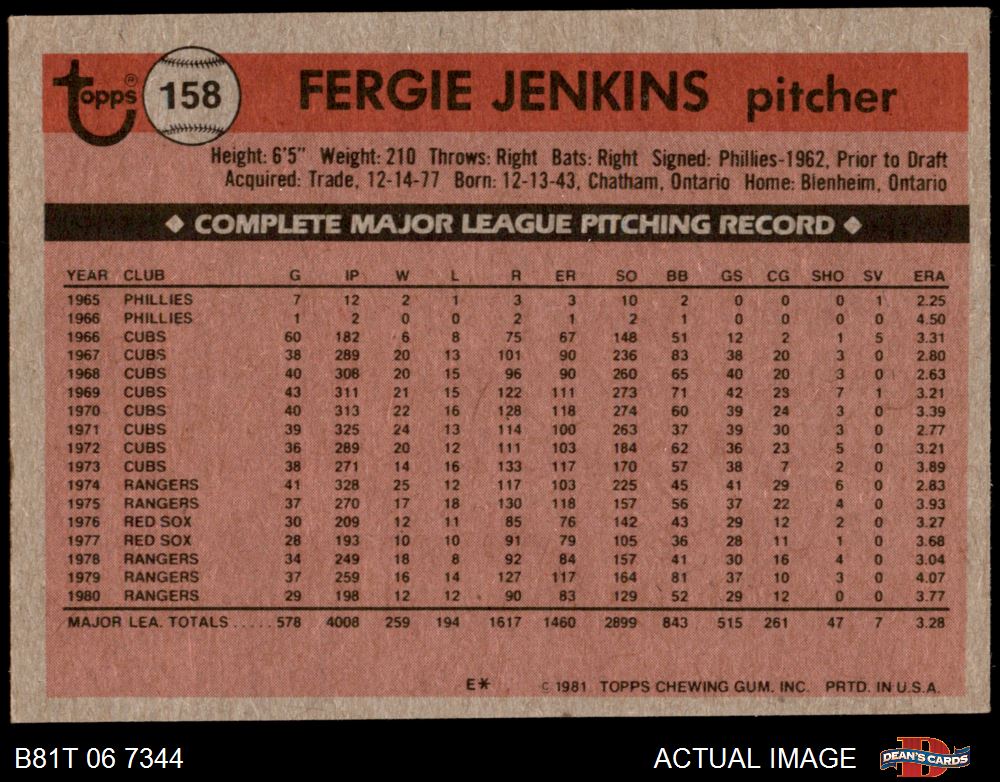 topps® 158 FERGIE JENKINS pitcher
Height: 6'5" Weight: 210 Throws: Right Bats: Right Signed: Phillies-1962, Prior to Draft
Acquired: Trade, 12-14-77 Born: 12-13-43, Chatham, Ontario Home: Blenheim, Ontario
◆ COMPLETE MAJOR LEAGUE PITCHING RECORD ◆
YEAR CLUB G IP W L R ER SO BB GS CG SHO SV ERA
1965 PHILLIES 7 12 2 1 3 3 10 2 0 0 0 1 2.25
1966 PHILLIES 1 2 0 0 2 1 2 1 0 0 0 0 4.50
1966 CUBS 60 182 6 8 75 67 148 51 12 2 1 5 3.31
1967 CUBS 38 289 20 13 101 90 236 83 38 20 3 0 2.80
1968 CUBS 40 308 20 15 96 90 260 65 40 20 3 0 2.63
1969 CUBS 43 311 21 15 122 111 273 71 42 23 7 1 3.21
1970 CUBS 40 313 22 16 128 118 274 60 39 24 3 0 3.39
1971 CUBS 39 325 24 13 114 100 263 37 39 30 3 0 2.77
1972 CUBS 36 289 20 12 111 103 184 62 36 23 5 0 3.21
1973 CUBS 38 271 14 16 133 117 170 57 38 7 2 0 3.89
1974 RANGERS 41 328 25 12 117 103 225 45 41 29 6 0 2.83
1975 RANGERS 37 270 17 18 130 118 157 56 37 22 4 0 3.93
1976 RED SOX 30 209 12 11 85 76 142 43 29 12 2 0 3.27
1977 RED SOX 28 193 10 10 91 79 105 36 28 11 1 0 3.68
1978 RANGERS 34 249 18 8 92 84 157 41 30 16 4 0 3.04
1979 RANGERS 37 259 16 14 127 117 164 81 37 10 3 0 4.07
1980 RANGERS 29 198 12 12 90 83 129 52 29 12 0 0 3.77
MAJOR LEA. TOTALS ..... 578 4008 259 194 1617 1460 2899 843 515 261 47 7 3.28
E* © 1981 TOPPS CHEWING GUM. INC. PRTD. IN U.S.A.
B81T 06 7344 ACTUAL IMAGE D DEAN'S CARDS